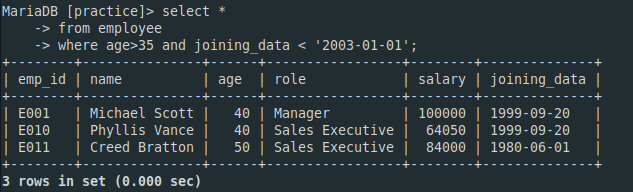 MariaDB [practice]> select *
    -> from employee
    -> where age>35 and joining_data < '2003-01-01';
+--------+----------------+------+-----------------+--------+--------------+
| emp_id | name           | age  | role            | salary | joining_data |
+--------+----------------+------+-----------------+--------+--------------+
| E001   | Michael Scott  |   40 | Manager         | 100000 | 1999-09-20   |
| E010   | Phyllis Vance  |   40 | Sales Executive |  64050 | 1999-09-20   |
| E011   | Creed Bratton  |   50 | Sales Executive |  84000 | 1980-06-01   |
+--------+----------------+------+-----------------+--------+--------------+
3 rows in set (0.000 sec)